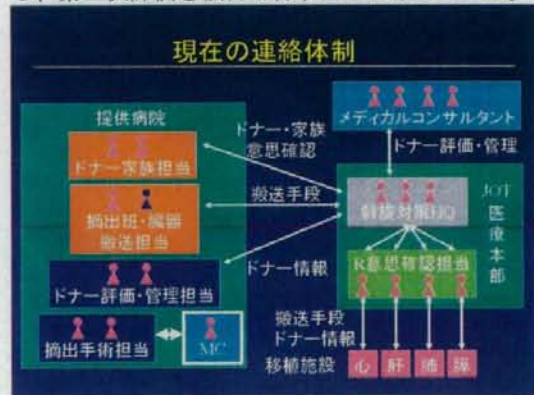 現在の連絡体制
提供病院
ドナー家族担当
摘出班・臓器
搬送担当
ドナー評価・管理担当
摘出手術担当
MC
ドナー・家族
意思確認
搬送手段
ドナー情報
メディカルコンサルタント
ドナー評価・管理
JOT
医療本部
対策HQ
R意思確認担当
搬送手段
ドナー情報
移植施設
心
肝
肺